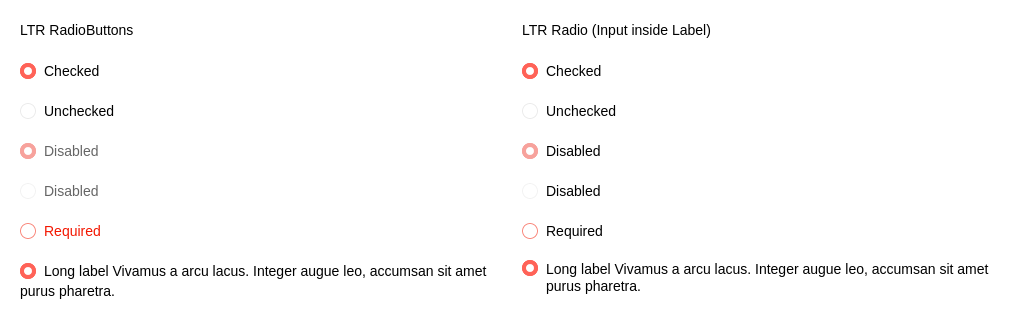 LTR RadioButtons
Checked
Unchecked
Disabled
Disabled
Required
Long label Vivamus a arcu lacus. Integer augue leo, accumsan sit amet
purus pharetra.
LTR Radio (Input inside Label)
Checked
Unchecked
Disabled
Disabled
Required
Long label Vivamus a arcu lacus. Integer augue leo, accumsan sit amet
purus pharetra.